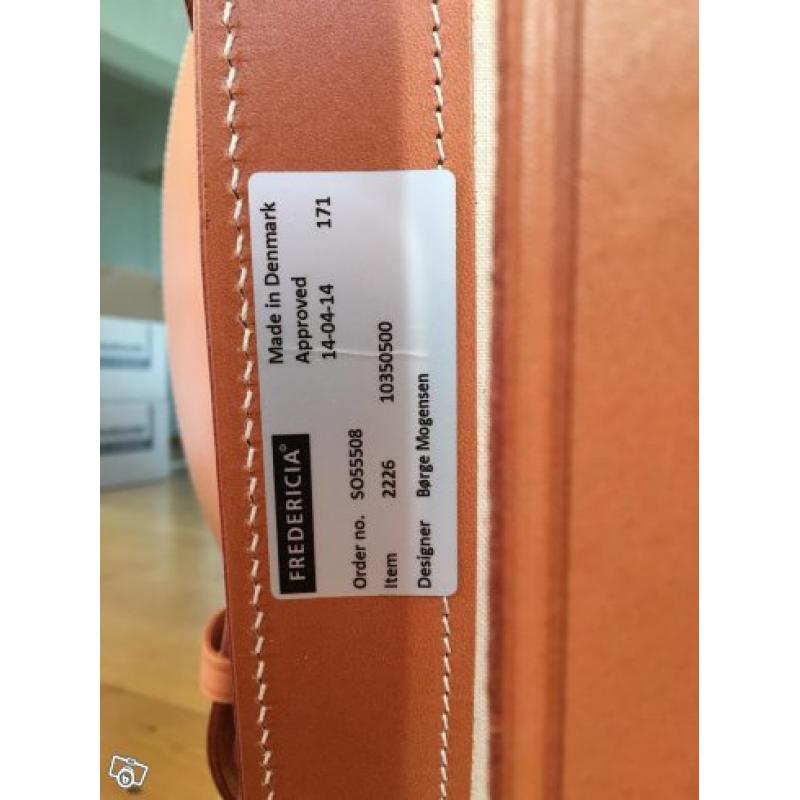 FREDERICIA®
Made in Denmark
Approved
14-04-14 171
Order no. SO55508
Item 2226 10350500
Designer Børge Mogensen